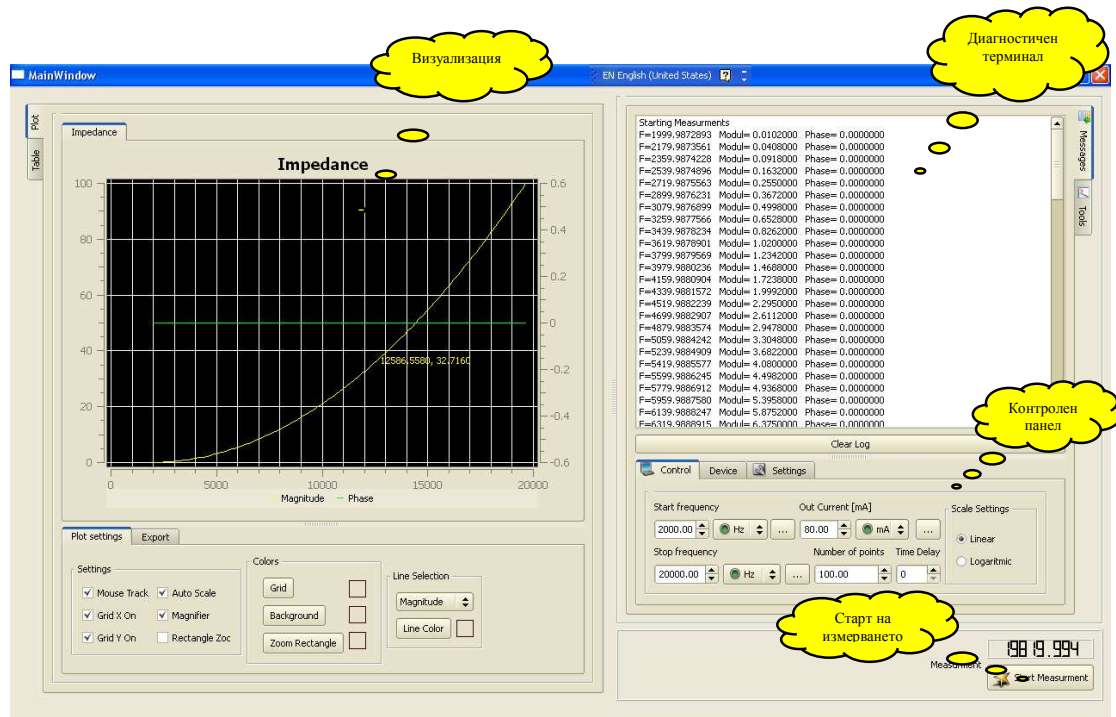 Визуализация
Диагностичен
терминал
MainWindow
EN English (United States)
Plot
Table
Impedance
Impedance
100
80
60
40
20
0
0.6
0.4
0.2
0
-0.2
-0.4
-0.6
12586.5580, 32.7160
0
5000
10000
15000
20000
Magnitude
Phase
Plot settings
Export
Settings
Mouse Track
Auto Scale
Grid X On
Magnifier
Grid Y On
Rectangle Zoc
Colors
Grid
Background
Zoom Rectangle
Line Selection
Magnitude
Line Color
Starting Measurments
F=1999.9872893 Modul= 0.0102000 Phase= 0.0000000
F=2179.9873561 Modul= 0.0408000 Phase= 0.0000000
F=2359.9874228 Modul= 0.0918000 Phase= 0.0000000
F=2539.9874896 Modul= 0.1632000 Phase= 0.0000000
F=2719.9875563 Modul= 0.2550000 Phase= 0.0000000
F=2899.9876231 Modul= 0.3672000 Phase= 0.0000000
F=3079.9876899 Modul= 0.4998000 Phase= 0.0000000
F=3259.9877566 Modul= 0.6528000 Phase= 0.0000000
F=3439.9878234 Modul= 0.8262000 Phase= 0.0000000
F=3619.9878901 Modul= 1.0200000 Phase= 0.0000000
F=3799.9879569 Modul= 1.2342000 Phase= 0.0000000
F=3979.9880236 Modul= 1.4688000 Phase= 0.0000000
F=4159.9880904 Modul= 1.7238000 Phase= 0.0000000
F=4339.9881572 Modul= 1.9992000 Phase= 0.0000000
F=4519.9882239 Modul= 2.2950000 Phase= 0.0000000
F=4699.9882907 Modul= 2.6112000 Phase= 0.0000000
F=4879.9883574 Modul= 2.9478000 Phase= 0.0000000
F=5059.9884242 Modul= 3.3048000 Phase= 0.0000000
F=5239.9884909 Modul= 3.6822000 Phase= 0.0000000
F=5419.9885577 Modul= 4.0800000 Phase= 0.0000000
F=5599.9886245 Modul= 4.4982000 Phase= 0.0000000
F=5779.9886912 Modul= 4.9368000 Phase= 0.0000000
F=5959.9887580 Modul= 5.3958000 Phase= 0.0000000
F=6139.9888247 Modul= 5.8752000 Phase= 0.0000000
F=6319.9888915 Modul= 6.3750000 Phase= 0.0000000
Messages
Tools
Clear Log
Контролен
панел
Control
Device
Settings
Start frequency
Out Current [mA]
Scale Settings
2000.00
Hz
...
80.00
mA
...
Linear
Stop frequency
Number of points
Time Delay
Logaritmic
20000.00
Hz
...
100.00
0
Старт на
измерването
19819.994
Measurment
Start Measurment